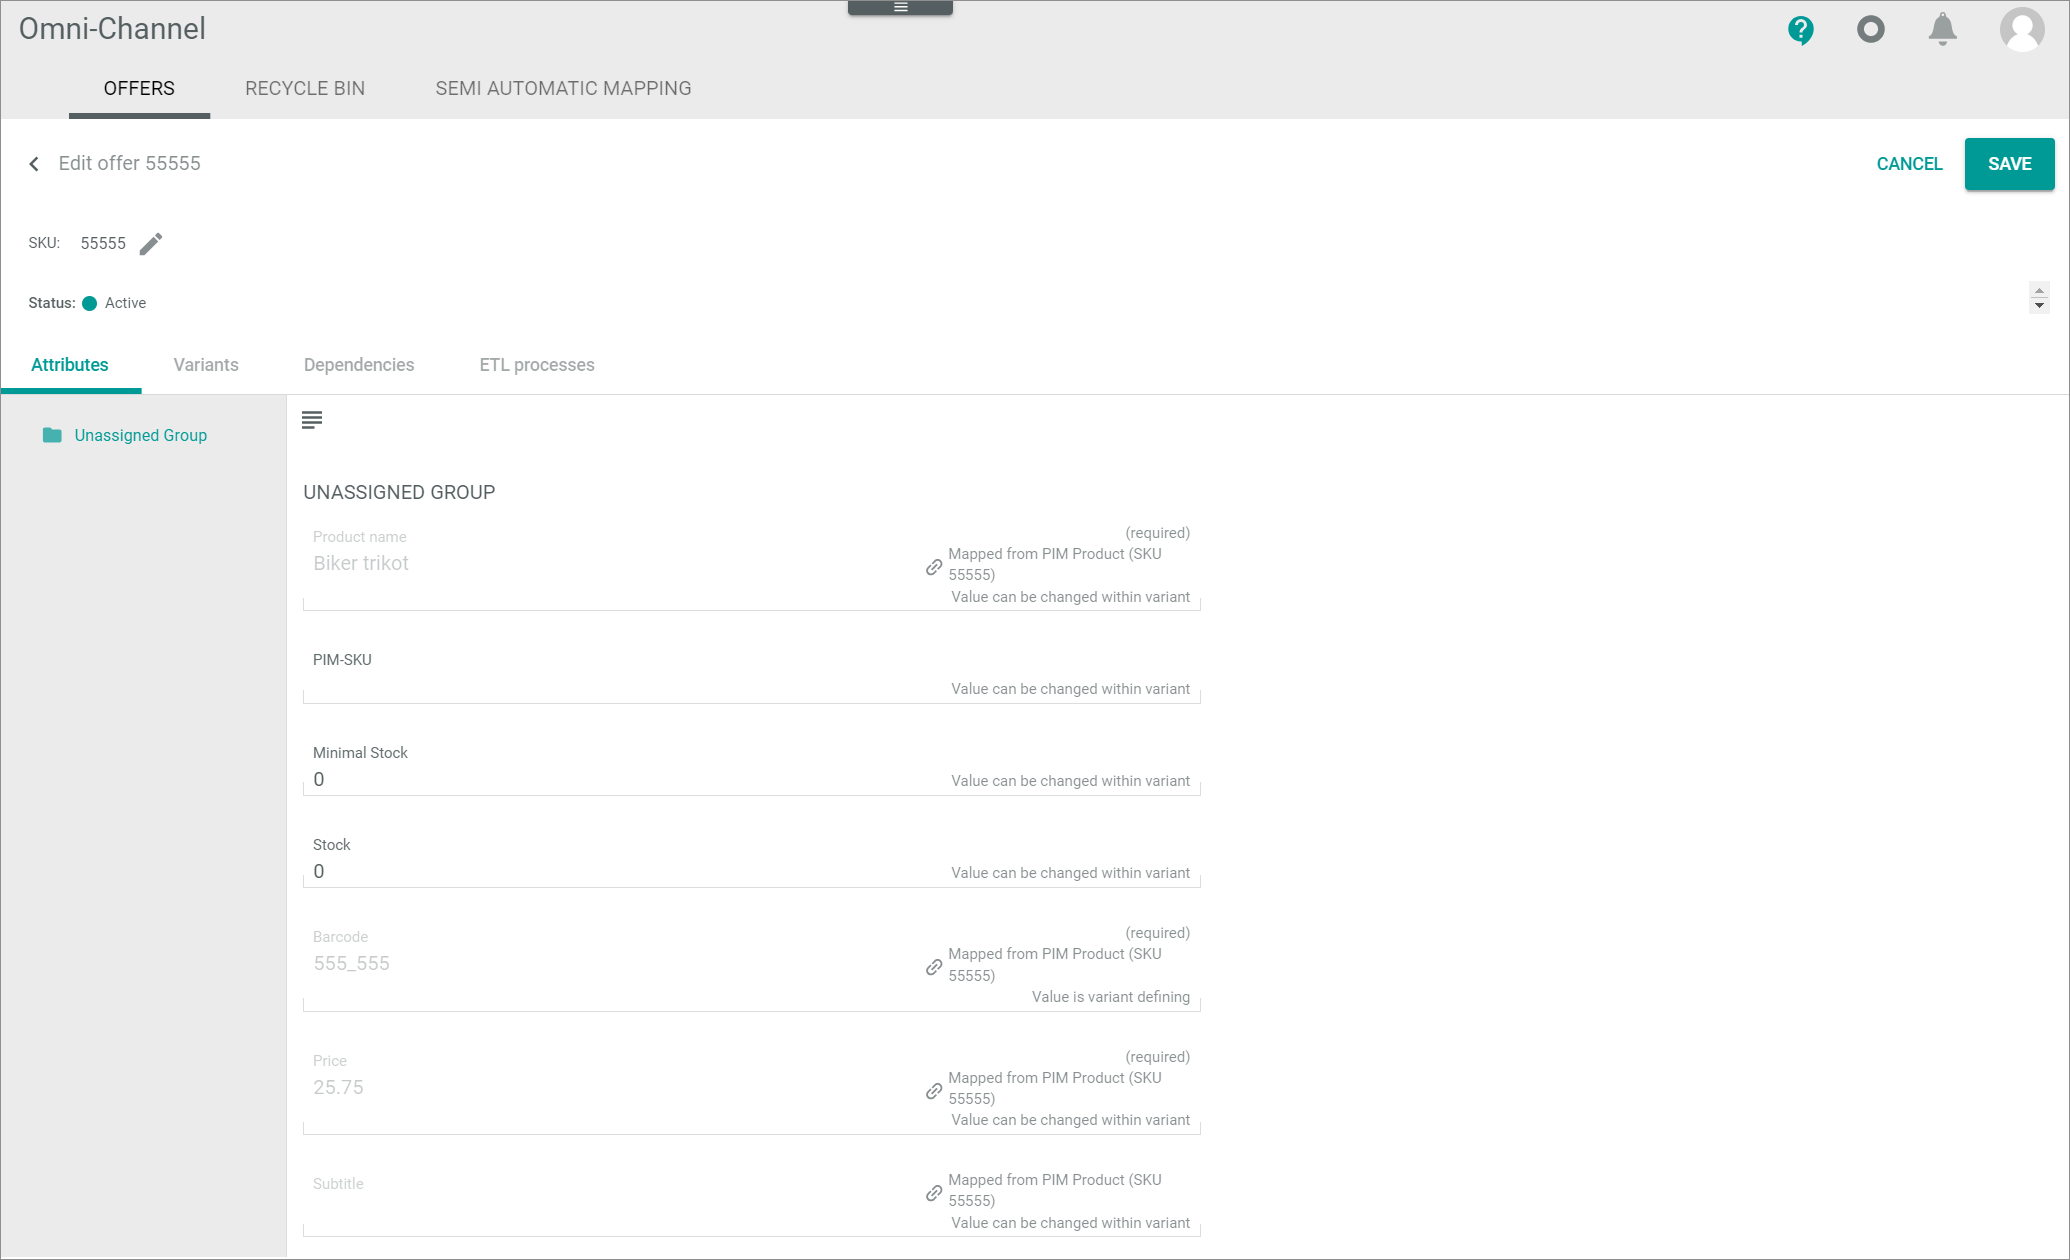 Omni-Channel
OFFERS RECYCLE BIN SEMI AUTOMATIC MAPPING
Edit offer 55555 CANCEL SAVE
SKU: 55555
Status: Active
Attributes Variants Dependencies ETL processes
Unassigned Group
UNASSIGNED GROUP
Product name (required)
Biker trikot Mapped from PIM Product (SKU
55555)
Value can be changed within variant
PIM-SKU
Value can be changed within variant
Minimal Stock
0 Value can be changed within variant
Stock
0 Value can be changed within variant
Barcode (required)
555_555 Mapped from PIM Product (SKU
55555)
Value is variant defining
Price (required)
25.75 Mapped from PIM Product (SKU
55555)
Value can be changed within variant
Subtitle Mapped from PIM Product (SKU
55555)
Value can be changed within variant